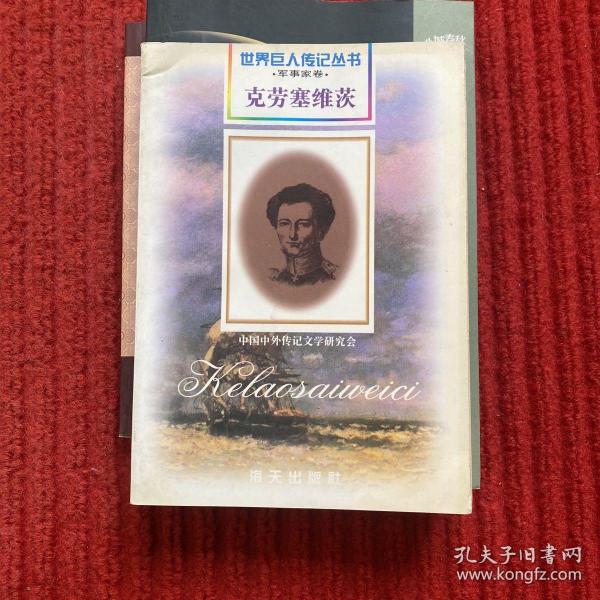 世界巨人传记丛书
·军事家卷·
克劳塞维茨
中国中外传记文学研究会
Kelaosaiweici
海天出版社
孔夫子旧书网
www.kongfz.com